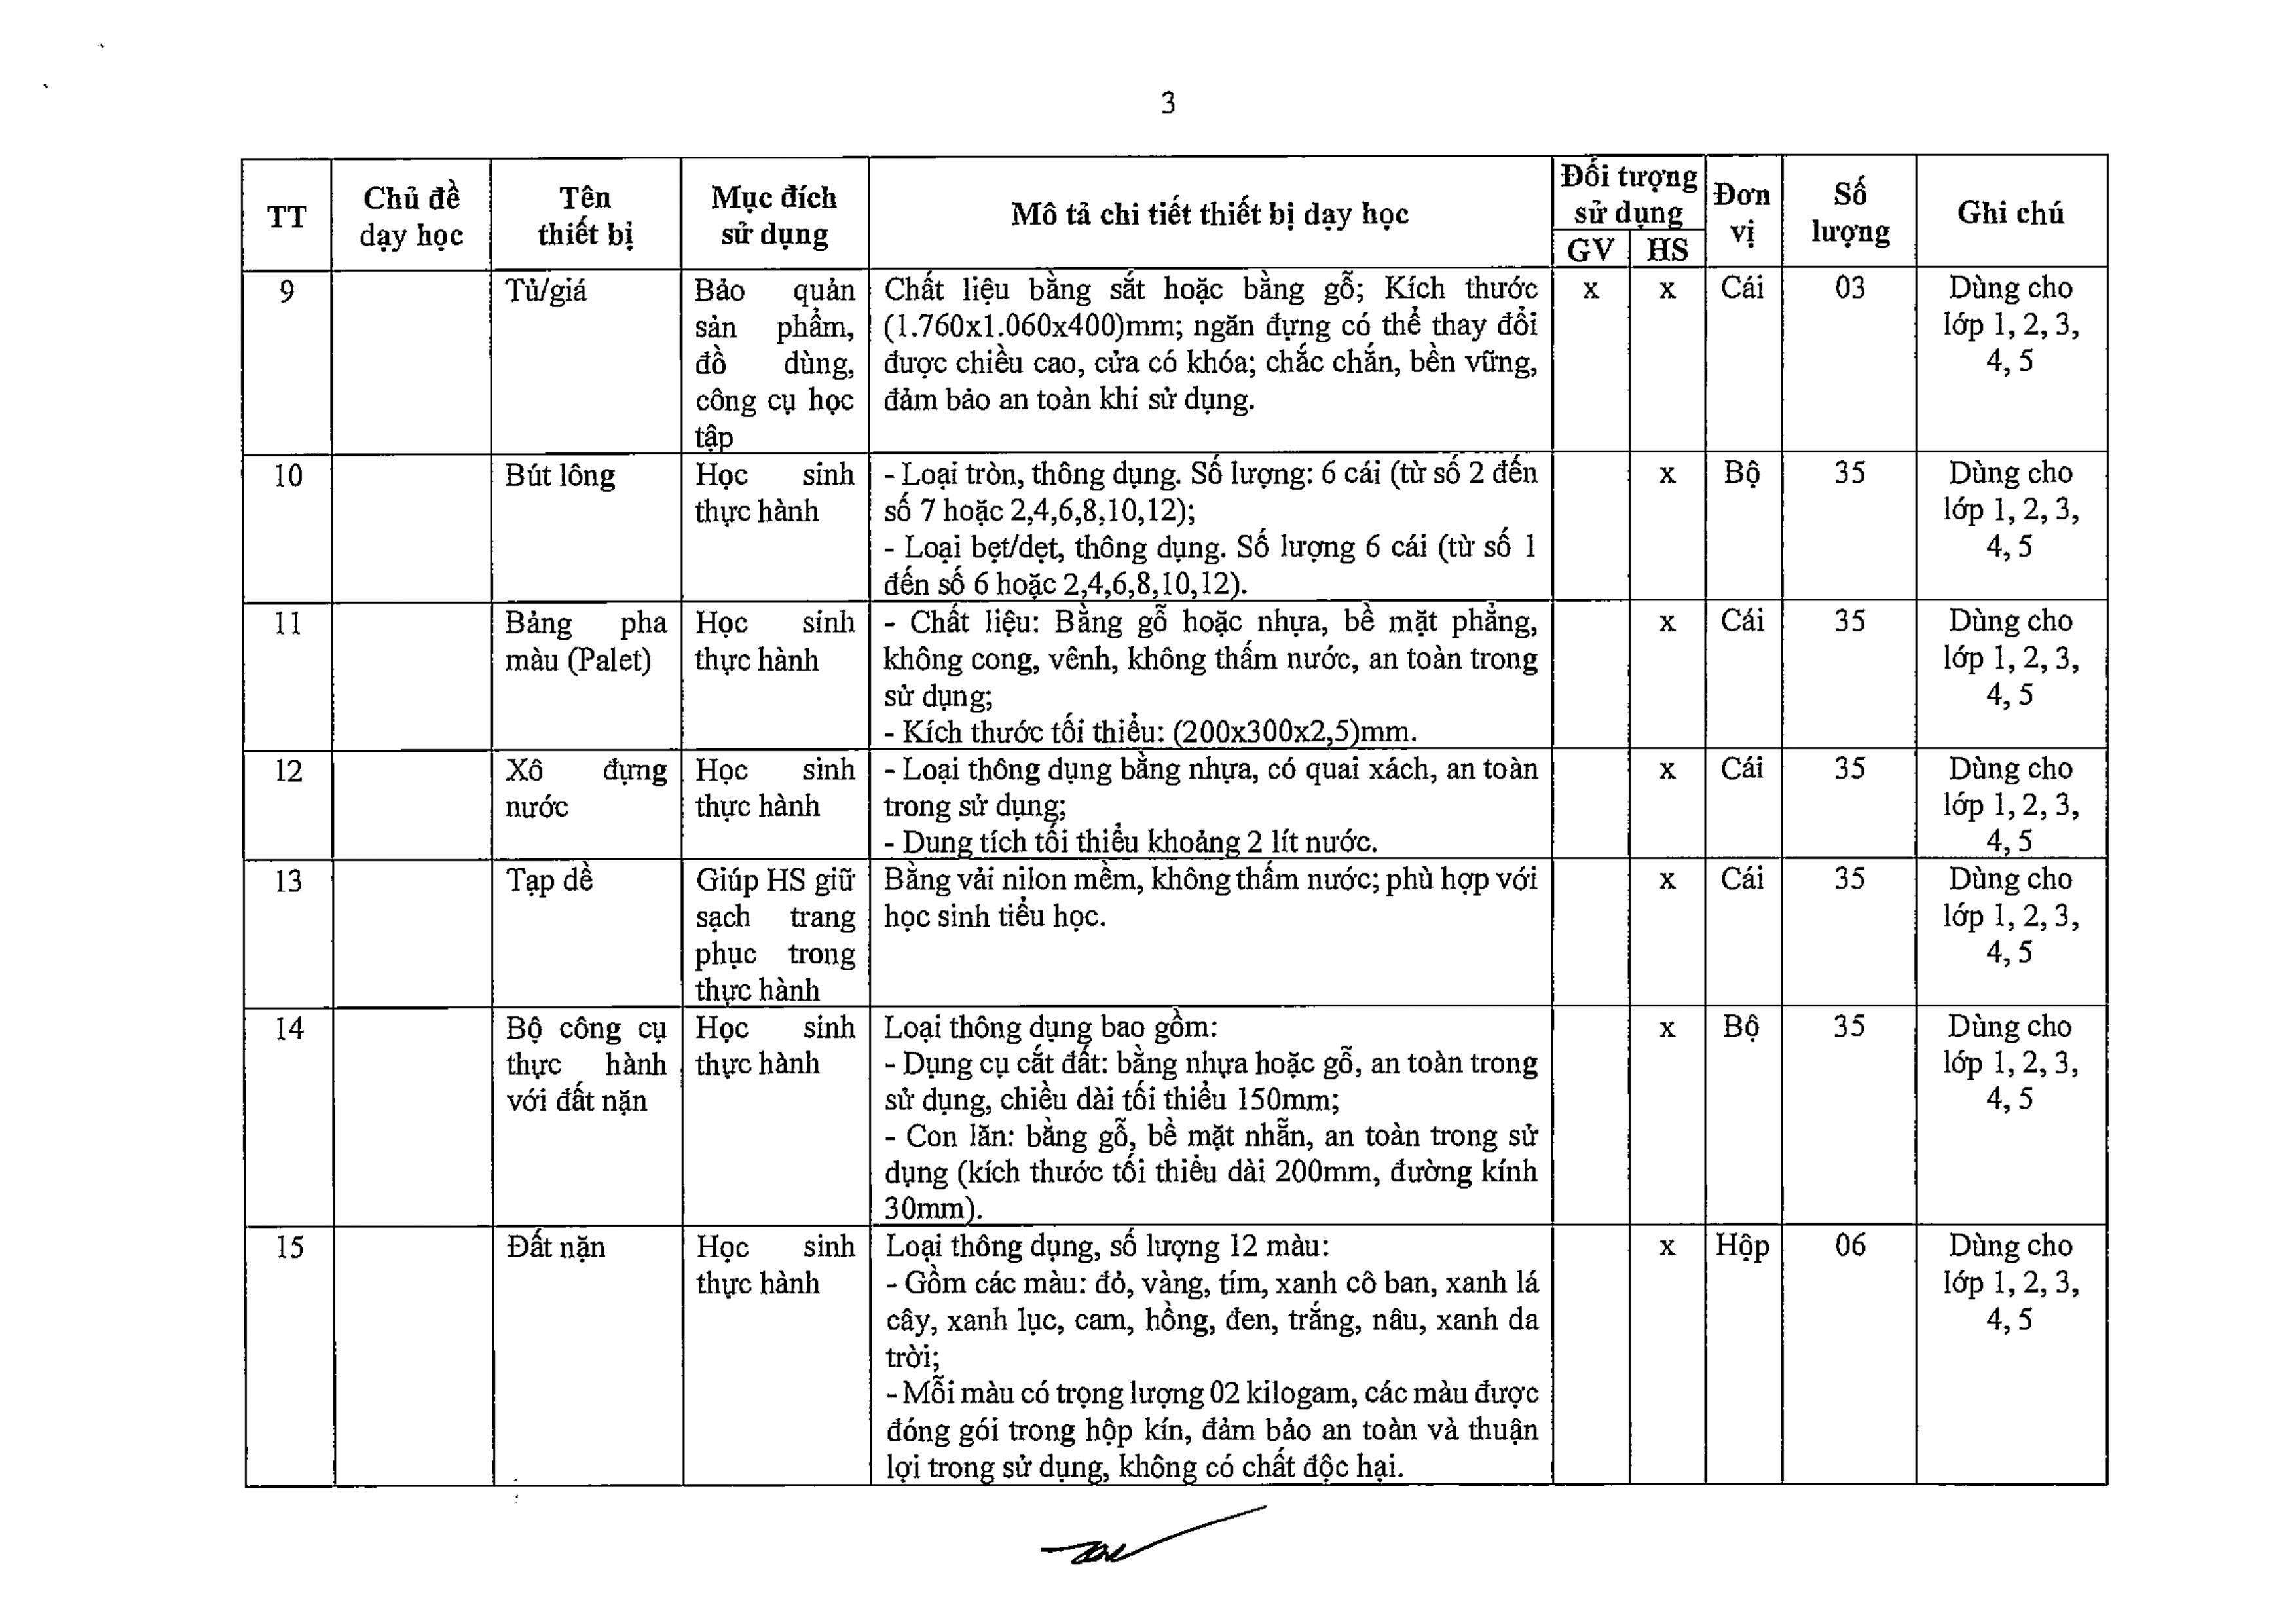 3
TT
Chủ đề
dạy học
Tên
thiết bị
Mục đích
sử dụng
Mô tả chi tiết thiết bị dạy học
Đối tượng
sử dụng
GV
HS
Đơn
vị
Số
lượng
Ghi chú
9
Tủ/giá
Bảo quản
sản phẩm,
đồ dùng,
công cụ học
tập
Chất liệu bằng sắt hoặc bằng gỗ; Kích thước
(1.760x1.060x400)mm; ngăn đựng có thể thay đổi
được chiều cao, cửa có khóa; chắc chắn, bền vững,
đảm bảo an toàn khi sử dụng.
x
x
Cái
03
Dùng cho
lớp 1, 2, 3,
4, 5
10
Bút lông
Học sinh
thực hành
- Loại tròn, thông dụng. Số lượng: 6 cái (từ số 2 đến
số 7 hoặc 2,4,6,8,10,12);
- Loại bẹt/dẹt, thông dụng. Số lượng 6 cái (từ số 1
đến số 6 hoặc 2,4,6,8,10,12).
x
Bộ
35
Dùng cho
lớp 1, 2, 3,
4, 5
11
Bảng pha
màu (Palet)
Học sinh
thực hành
- Chất liệu: Bằng gỗ hoặc nhựa, bề mặt phẳng,
không cong, vênh, không thấm nước, an toàn trong
sử dụng;
- Kích thước tối thiểu: (200x300x2,5)mm.
x
Cái
35
Dùng cho
lớp 1, 2, 3,
4, 5
12
Xô đựng
nước
Học sinh
thực hành
- Loại thông dụng bằng nhựa, có quai xách, an toàn
trong sử dụng;
- Dung tích tối thiểu khoảng 2 lít nước.
x
Cái
35
Dùng cho
lớp 1, 2, 3,
4, 5
13
Tạp dề
Giúp HS giữ
sạch trang
phục trong
thực hành
Bằng vải nilon mềm, không thấm nước; phù hợp với
học sinh tiểu học.
x
Cái
35
Dùng cho
lớp 1, 2, 3,
4, 5
14
Bộ công cụ
thực hành
với đất nặn
Học sinh
thực hành
Loại thông dụng bao gồm:
- Dụng cụ cắt đất: bằng nhựa hoặc gỗ, an toàn trong
sử dụng, chiều dài tối thiểu 150mm;
- Con lăn: bằng gỗ, bề mặt nhẵn, an toàn trong sử
dụng (kích thước tối thiểu dài 200mm, đường kính
30mm).
x
Bộ
35
Dùng cho
lớp 1, 2, 3,
4, 5
15
Đất nặn
Học sinh
thực hành
Loại thông dụng, số lượng 12 màu:
- Gồm các màu: đỏ, vàng, tím, xanh cô ban, xanh lá
cây, xanh lục, cam, hồng, đen, trắng, nâu, xanh da
trời;
- Mỗi màu có trọng lượng 02 kilogam, các màu được
đóng gói trong hộp kín, đảm bảo an toàn và thuận
lợi trong sử dụng, không có chất độc hại.
x
Hộp
06
Dùng cho
lớp 1, 2, 3,
4, 5